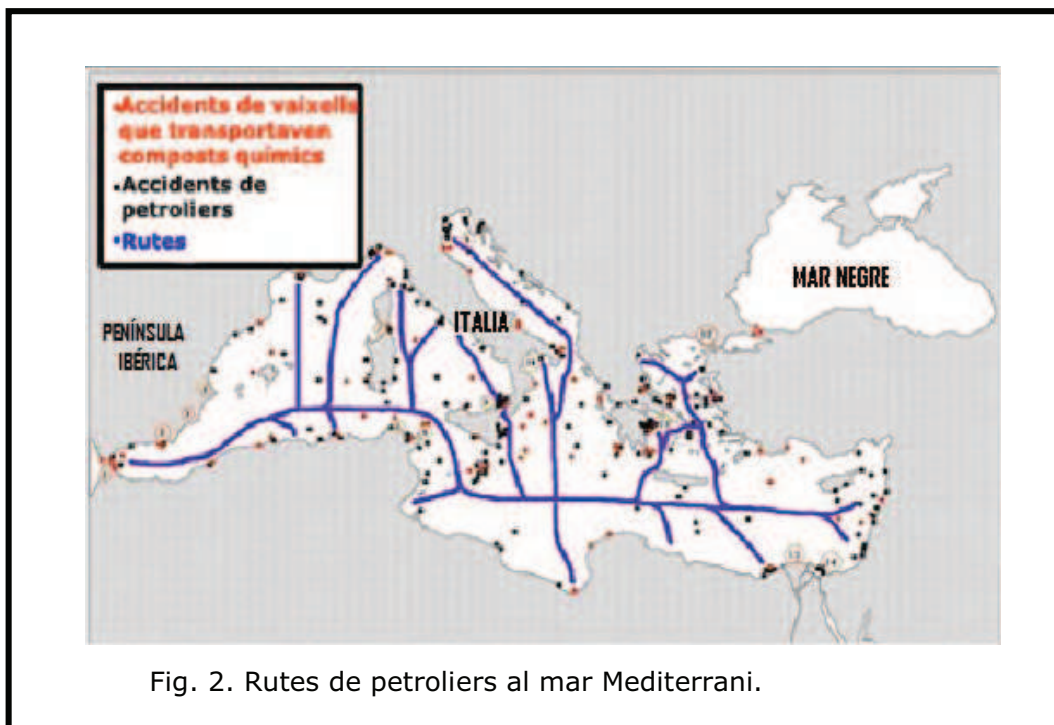 Accidents de vaixells
que transportaven
composts químics
Accidents de
petroliers
Rutes
MAR NEGRE
ITALIA
PENÍNSULA
IBÉRICA
Fig. 2. Rutes de petroliers al mar Mediterrani.